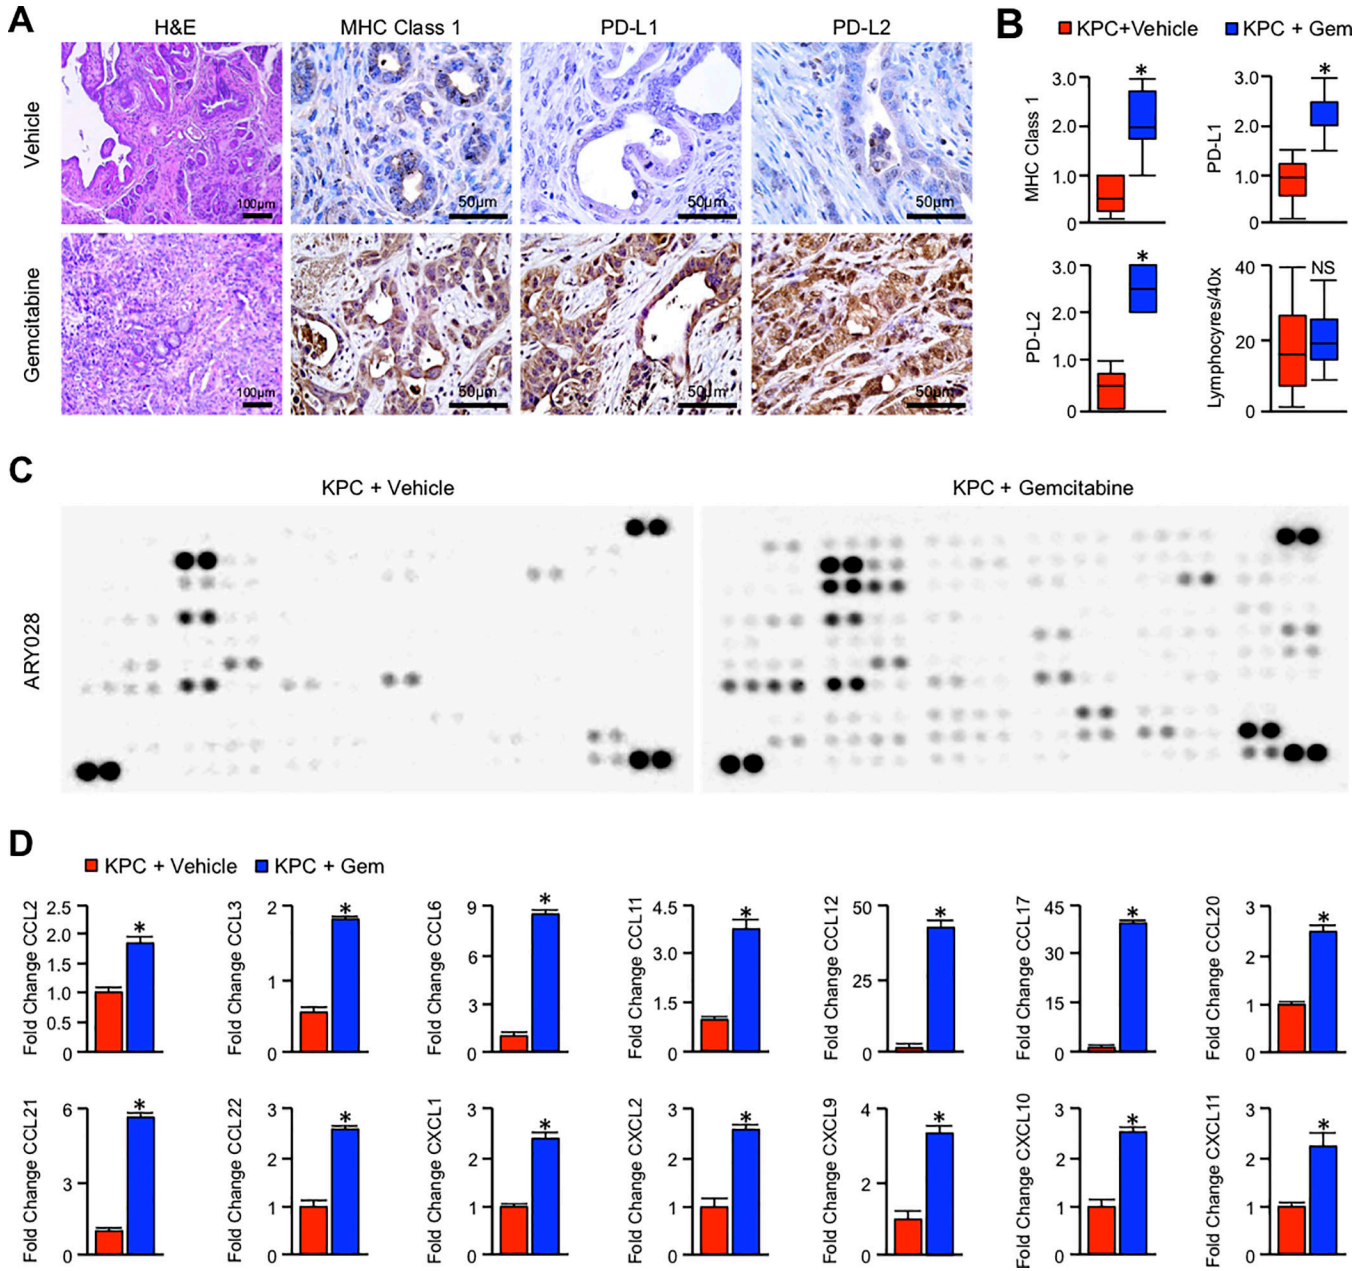 A
H&E
MHC Class 1
PD-L1
PD-L2
Vehicle
100µm
50µm
50µm
50µm
Gemcitabine
100µm
50µm
50µm
50µm
B
KPC+Vehicle
KPC + Gem
MHC Class 1
3.0
2.0
1.0
0
*
PD-L1
3.0
2.0
1.0
0
*
PD-L2
3.0
2.0
1.0
0
*
Lymphocyres/40x
40
20
0
NS
C
KPC + Vehicle
KPC + Gemcitabine
ARY028
D
KPC + Vehicle
KPC + Gem
Fold Change CCL2
2.5
2.0
1.5
1.0
0.5
0
*
Fold Change CCL3
2
1
0
*
Fold Change CCL6
9
6
3
0
*
Fold Change CCL11
4.5
3.0
1.5
0
*
Fold Change CCL12
50
25
0
*
Fold Change CCL17
45
30
15
0
*
Fold Change CCL20
3
2
1
0
*
Fold Change CCL21
6
3
0
*
Fold Change CCL22
3
2
1
0
*
Fold Change CXCL1
3
2
1
0
*
Fold Change CXCL2
3
2
1
0
*
Fold Change CXCL9
4
2
0
*
Fold Change CXCL10
3
2
1
0
*
Fold Change CXCL11
3
2
1
0
*